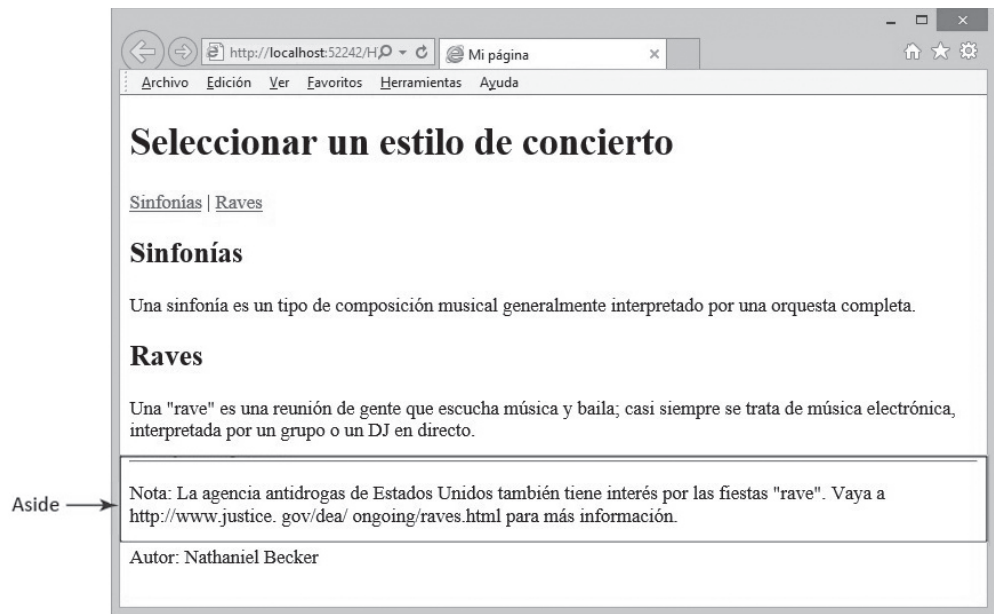 http://localhost:52242/H
Mi página
Archivo Edición Ver Favoritos Herramientas Ayuda
Seleccionar un estilo de concierto
Sinfonías | Raves
Sinfonías
Una sinfonía es un tipo de composición musical generalmente interpretado por una orquesta completa.
Raves
Una "rave" es una reunión de gente que escucha música y baila; casi siempre se trata de música electrónica,
interpretada por un grupo o un DJ en directo.
Aside
Nota: La agencia antidrogas de Estados Unidos también tiene interés por las fiestas "rave". Vaya a
http://www.justice. gov/dea/ ongoing/raves.html para más información.
Autor: Nathaniel Becker